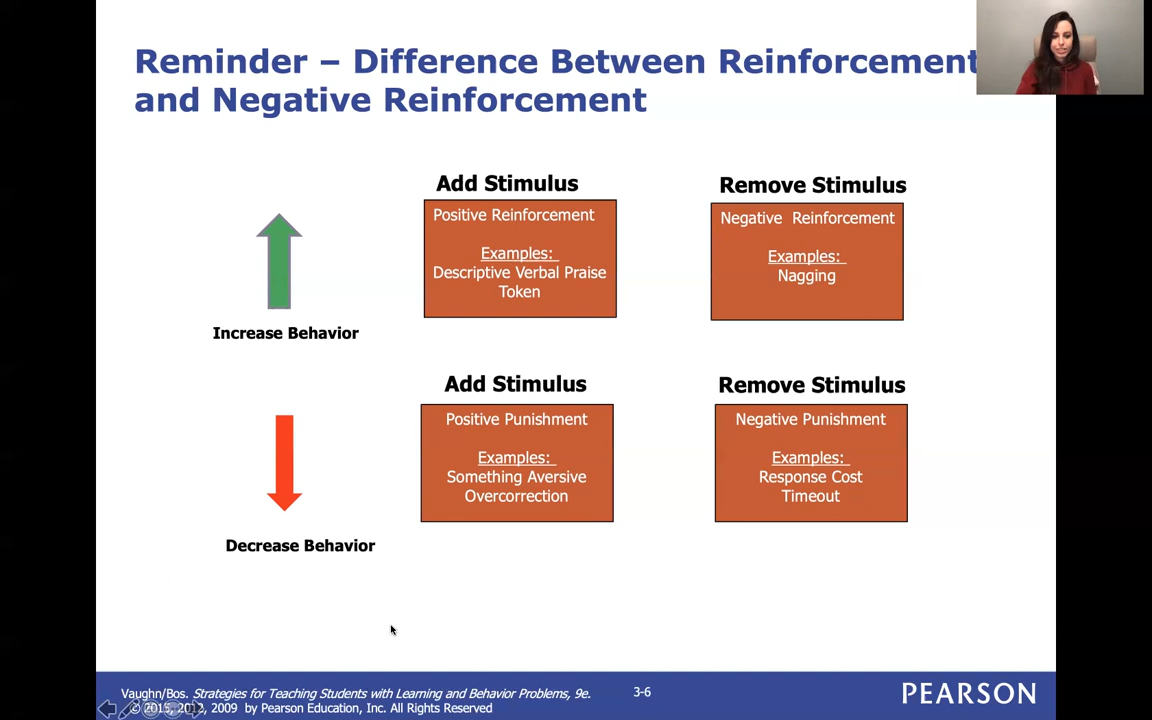 Reminder – Difference Between Reinforcement
and Negative Reinforcement
Add Stimulus
Remove Stimulus
Positive Reinforcement
Examples:
Descriptive Verbal Praise
Token
Negative Reinforcement
Examples:
Nagging
Increase Behavior
Add Stimulus
Remove Stimulus
Positive Punishment
Examples:
Something Aversive
Overcorrection
Negative Punishment
Examples:
Response Cost
Timeout
Decrease Behavior
Vaughn/Bos. Strategies for Teaching Students with Learning and Behavior Problems, 9e.
© 2015, 2012, 2009 by Pearson Education, Inc. All Rights Reserved
3-6
PEARSON